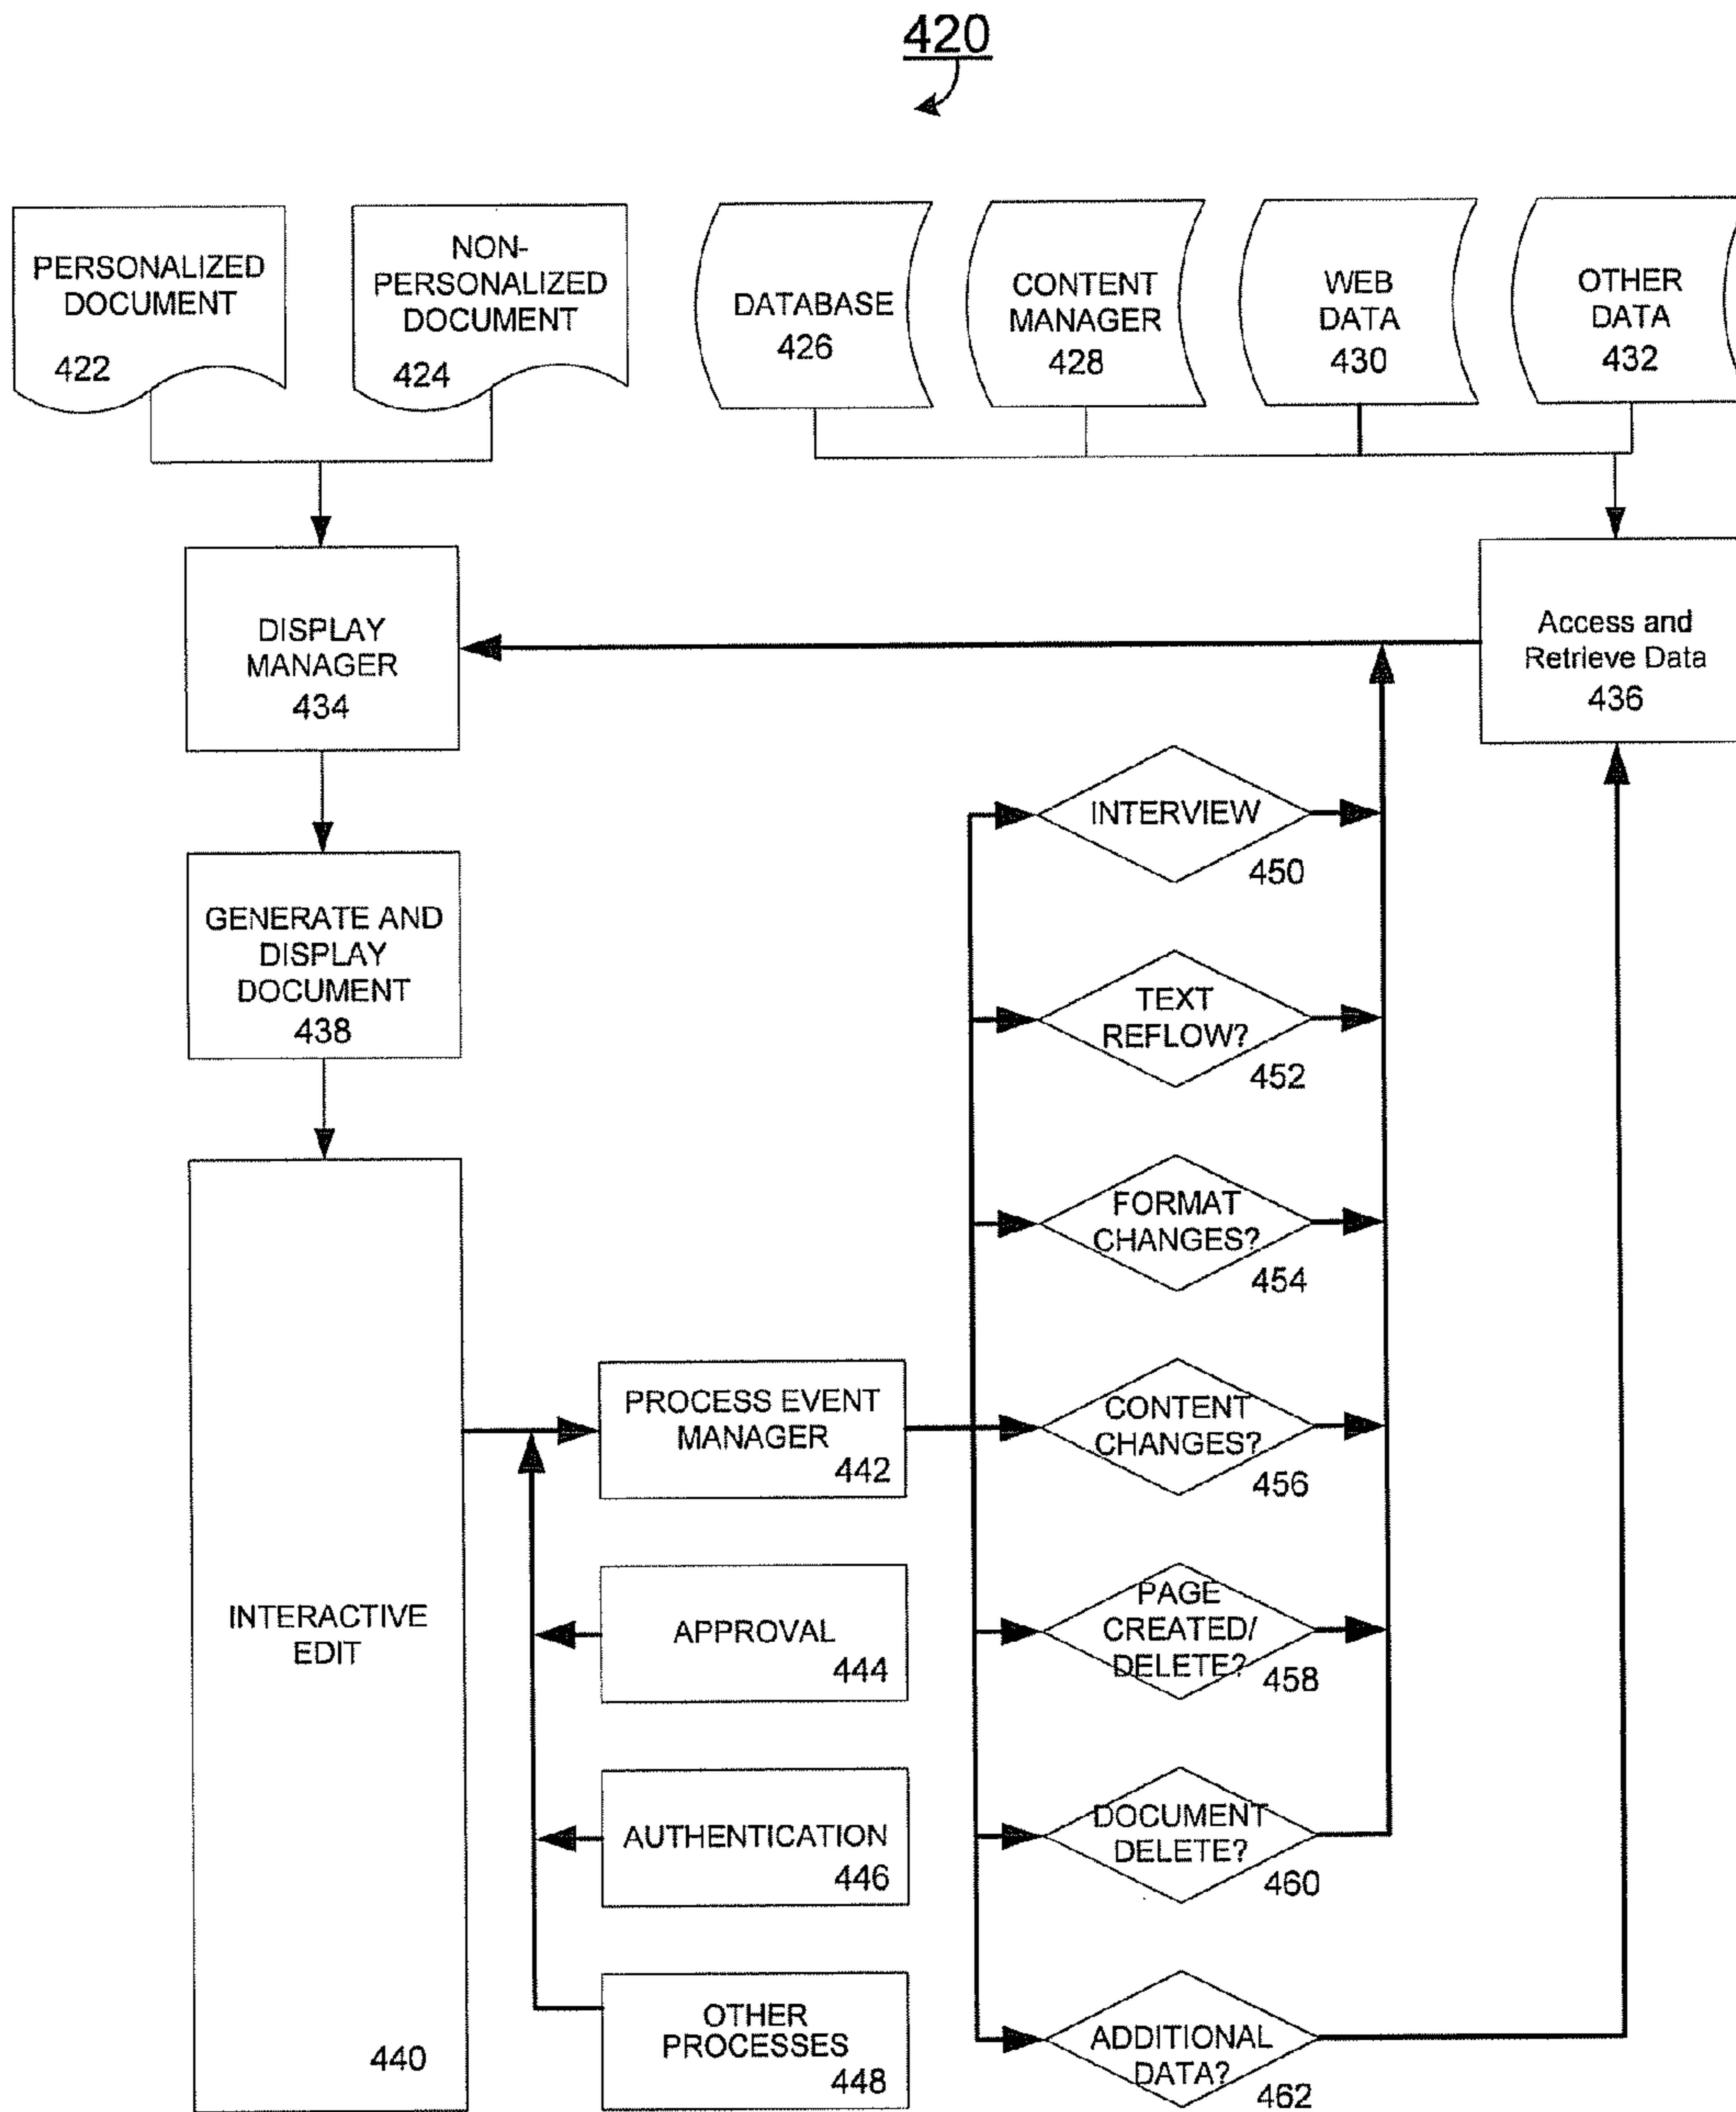 420
PERSONALIZED
DOCUMENT
422
NON-
PERSONALIZED
DOCUMENT
424
DATABASE
426
CONTENT
MANAGER
428
WEB
DATA
430
OTHER
DATA
432
DISPLAY
MANAGER
434
Access and
Retrieve Data
436
GENERATE AND
DISPLAY
DOCUMENT
438
INTERACTIVE
EDIT
440
PROCESS EVENT
MANAGER
442
APPROVAL
444
AUTHENTICATION
446
OTHER
PROCESSES
448
INTERVIEW
450
TEXT
REFLOW?
452
FORMAT
CHANGES?
454
CONTENT
CHANGES?
456
PAGE
CREATED/
DELETE?
458
DOCUMENT
DELETE?
460
ADDITIONAL
DATA?
462